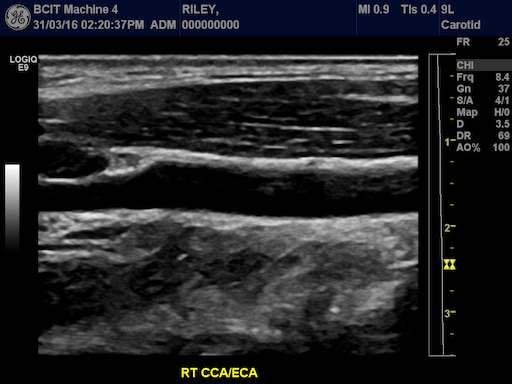 BCIT Machine 4
RILEY,
MI 0.9 TIs 0.4 9L
31/03/16 02:20:37PM ADM
000000000
Carotid
FR 25
LOGIQ
E9
CHI
Frq 8.4
Gn 37
S/A 4/1
Map H/0
D 3.5
DR 69
AO% 100
1
2
3
RT CCA/ECA